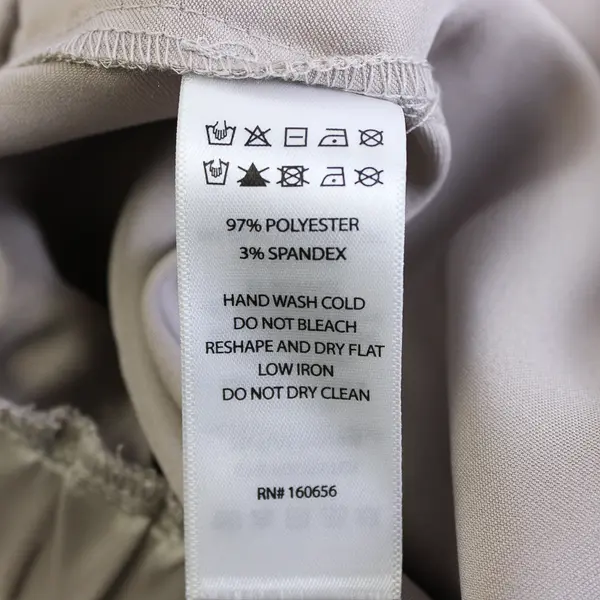 97% POLYESTER
3% SPANDEX
HAND WASH COLD
DO NOT BLEACH
RESHAPE AND DRY FLAT
LOW IRON
DO NOT DRY CLEAN
RN# 160656